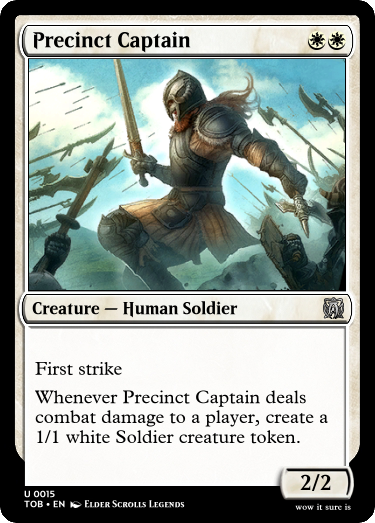 Precinct Captain
Creature — Human Soldier
First strike
Whenever Precinct Captain deals
combat damage to a player, create a
1/1 white Soldier creature token.
2/2
U 0015
TOB • EN Elder Scrolls Legends
wow it sure is